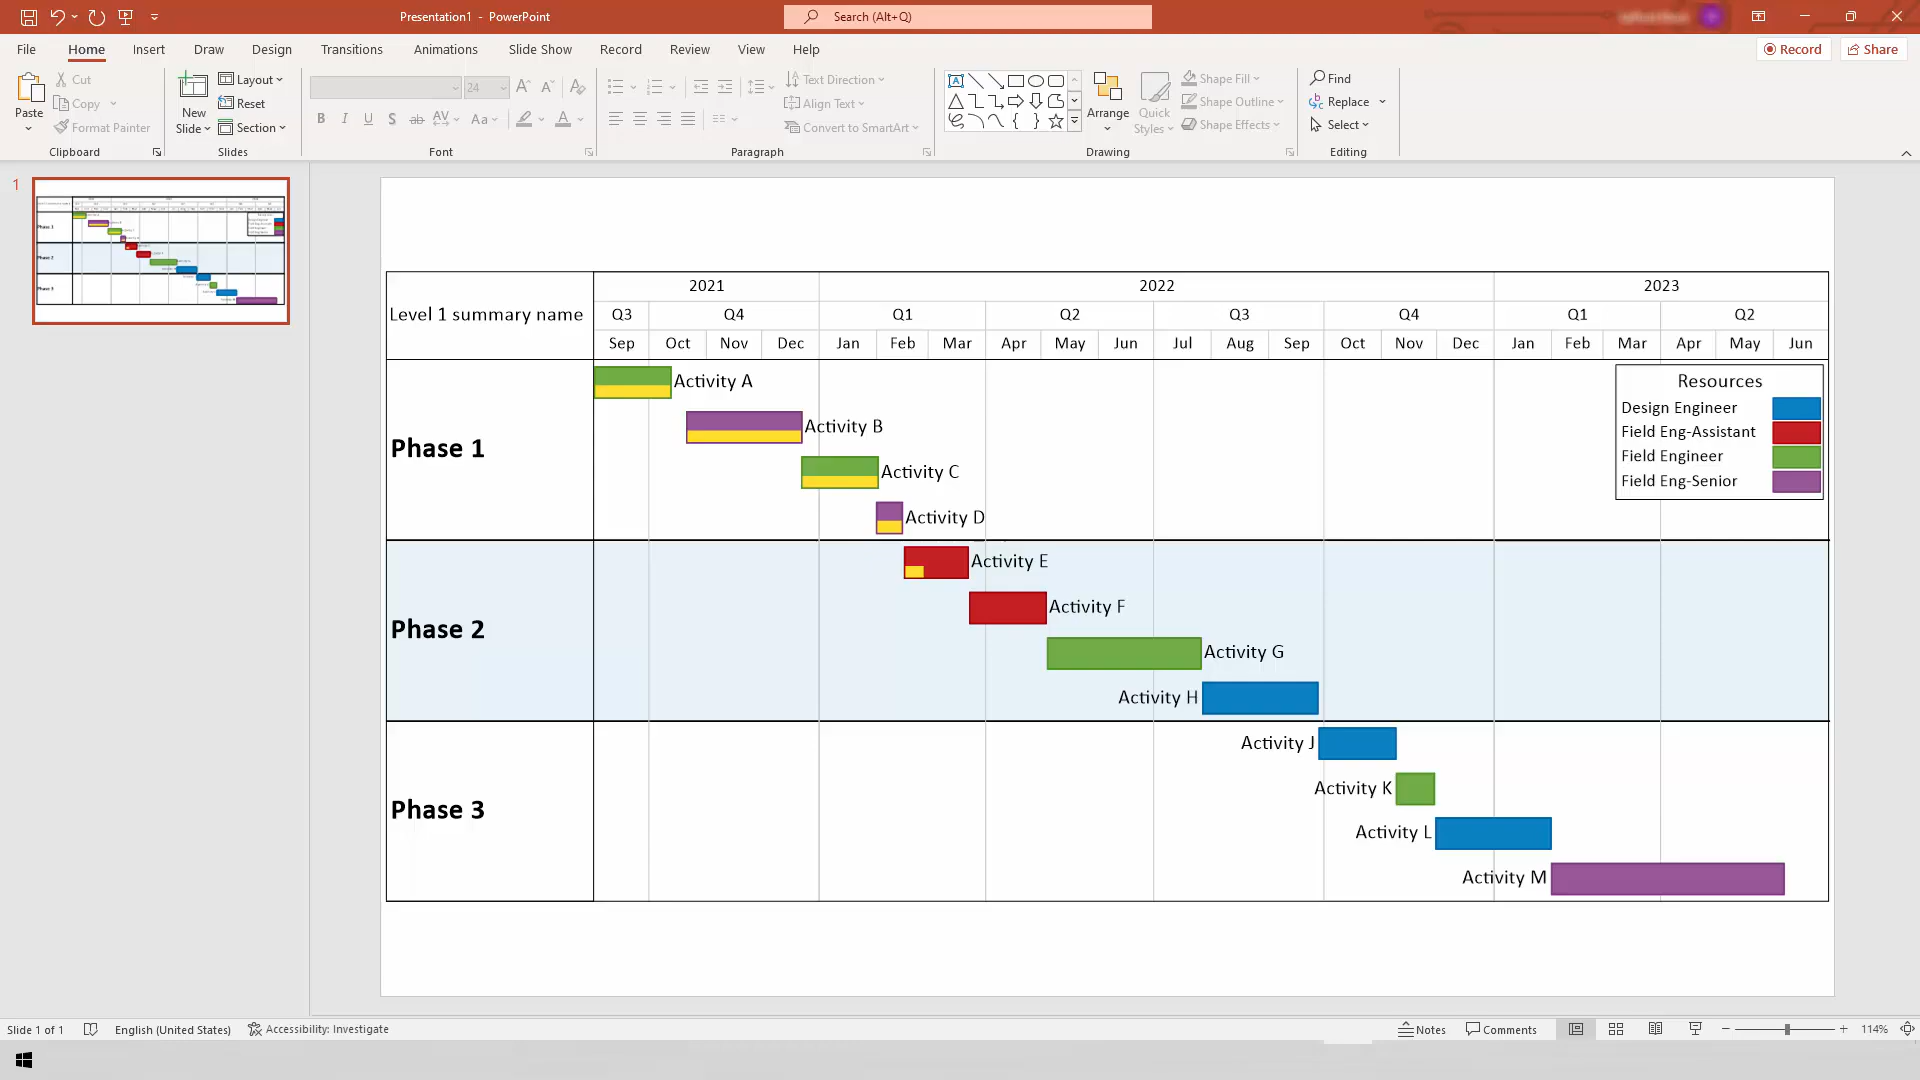 Presentation1 - PowerPoint
Search (Alt+Q)
File Home Insert Draw Design Transitions Animations Slide Show Record Review View Help
Record Share
Paste
Cut
Copy
Format Painter
Clipboard
New Slide
Layout
Reset
Section
Slides
24
B I U S ab AV Aa A
Font
Text Direction
Align Text
Convert to SmartArt
Paragraph
Arrange
Quick Styles
Shape Fill
Shape Outline
Shape Effects
Drawing
Find
Replace
Select
Editing
1
Level 1 summary name
2021 2022 2023
Q3 Q4 Q1 Q2 Q3 Q4 Q1 Q2
Sep Oct Nov Dec Jan Feb Mar Apr May Jun Jul Aug Sep Oct Nov Dec Jan Feb Mar Apr May Jun
Phase 1
Activity A
Activity B
Activity C
Activity D
Resources
Design Engineer
Field Eng-Assistant
Field Engineer
Field Eng-Senior
Phase 2
Activity E
Activity F
Activity G
Activity H
Phase 3
Activity J
Activity K
Activity L
Activity M
Slide 1 of 1 English (United States) Accessibility: Investigate
Notes Comments 114%